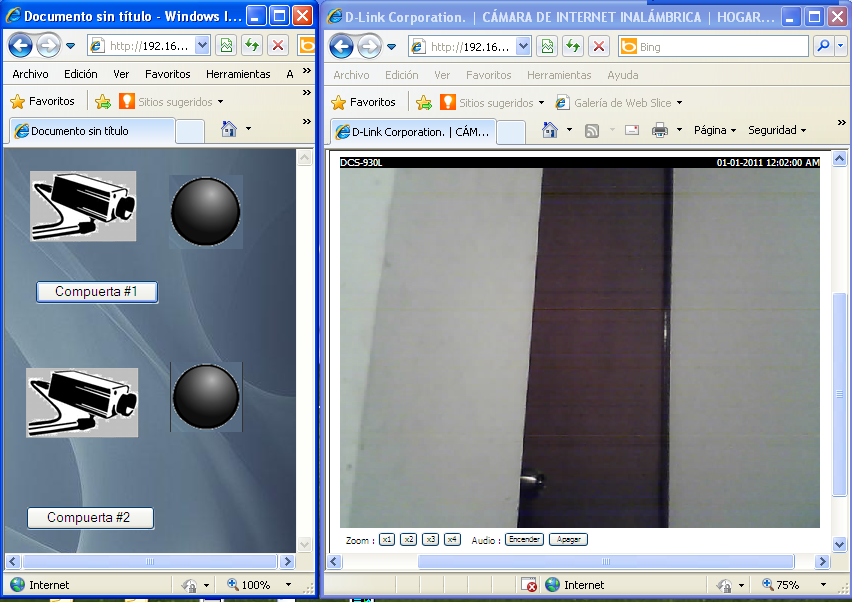 Documento sin título - Windows I...
http://192.16...
Archivo Edición Ver Favoritos Herramientas A »
Favoritos Sitios sugeridos
Documento sin título
Compuerta #1
Compuerta #2
Internet 100%
D-Link Corporation. | CÁMARA DE INTERNET INALÁMBRICA | HOGAR...
http://192.16... Bing
Archivo Edición Ver Favoritos Herramientas Ayuda
Favoritos Sitios sugeridos Galería de Web Slice
D-Link Corporation. | CÁM... Página Seguridad »
DCS-930L 01-01-2011 12:02:00 AM
Zoom : x1 x2 x3 x4 Audio : Encender Apagar
Internet 75%